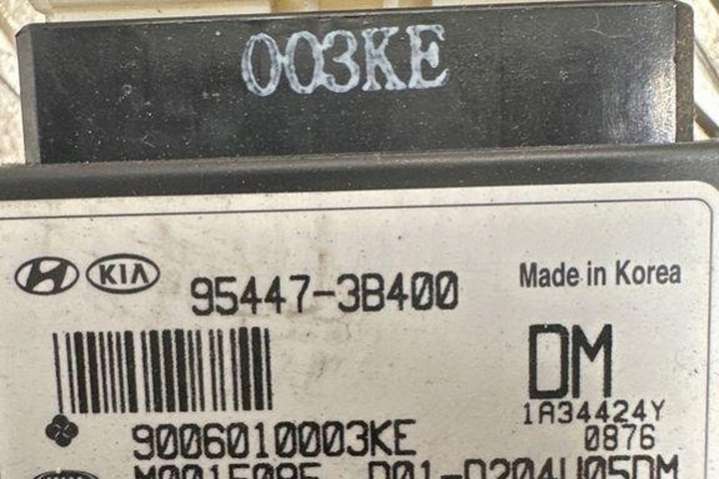 003KE
KIA
95447-3B400
Made in Korea
DM
1A34424Y
9006010003KE
0876